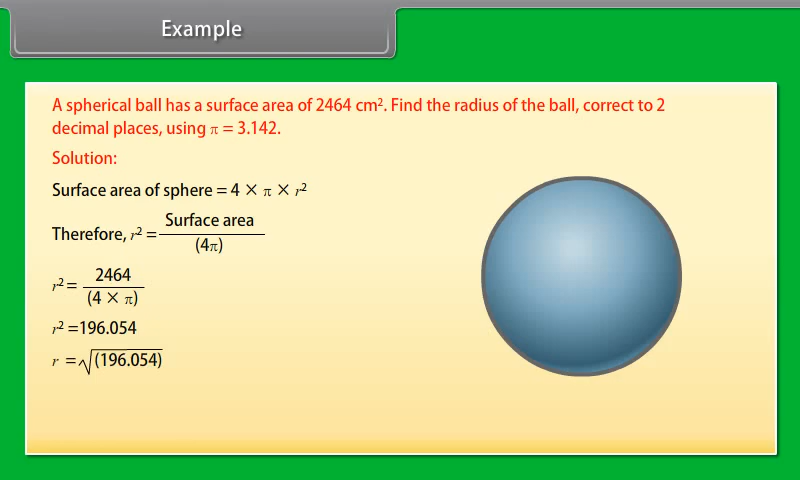 Example
A spherical ball has a surface area of 2464 cm². Find the radius of the ball, correct to 2
decimal places, using π = 3.142.
Solution:
Surface area of sphere = 4 × π × r²
Therefore, r² = Surface area / (4π)
r² = 2464 / (4 × π)
r² =196.054
r = √(196.054)